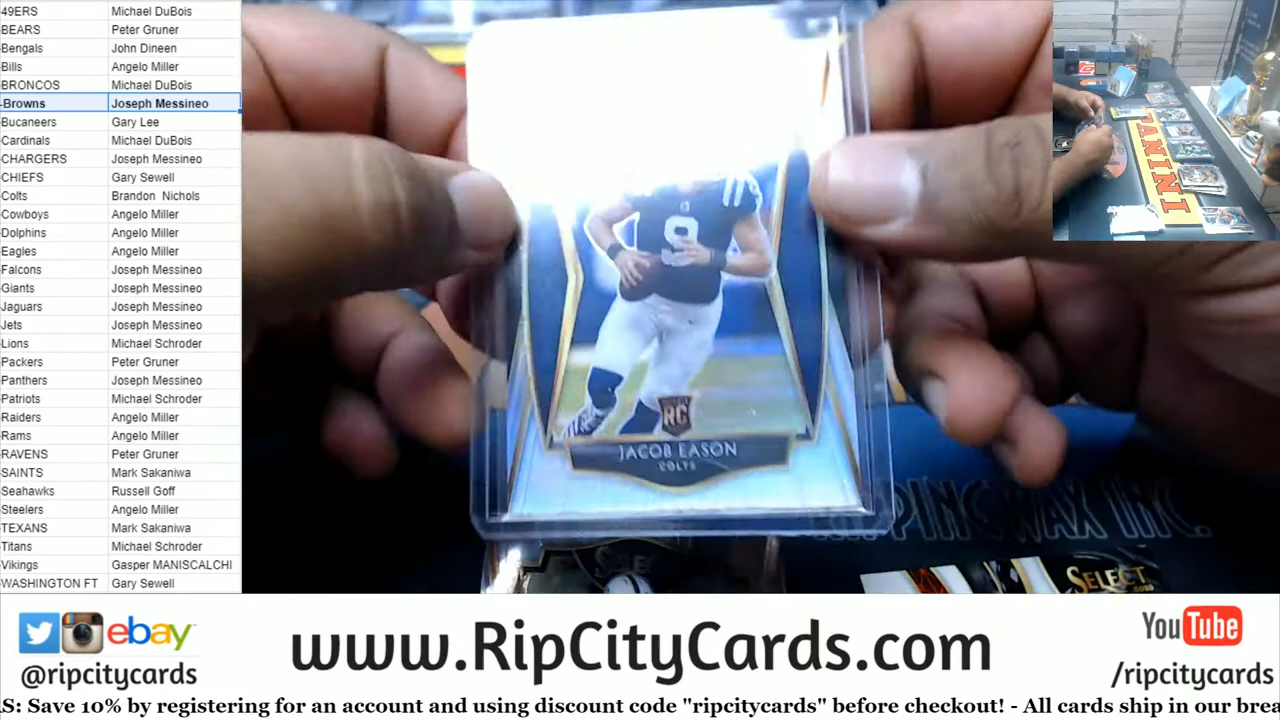 49ERS Michael DuBois
BEARS Peter Gruner
Bengals John Dineen
Bills Angelo Miller
BRONCOS Michael DuBois
-Browns Joseph Messineo
Bucaneers Gary Lee
Cardinals Michael DuBois
CHARGERS Joseph Messineo
CHIEFS Gary Sewell
Colts Brandon Nichols
Cowboys Angelo Miller
Dolphins Angelo Miller
Eagles Angelo Miller
Falcons Joseph Messineo
Giants Joseph Messineo
Jaguars Joseph Messineo
Jets Joseph Messineo
Lions Michael Schroder
Packers Peter Gruner
Panthers Joseph Messineo
Patriots Michael Schroder
Raiders Angelo Miller
Rams Angelo Miller
RAVENS Peter Gruner
SAINTS Mark Sakaniwa
Seahawks Russell Goff
Steelers Angelo Miller
TEXANS Mark Sakaniwa
Titans Michael Schroder
Vikings Gasper MANISCALCHI
WASHINGTON FT Gary Sewell
PANINI
9
RC
JACOB EASON
COLTS
WAX INC.
SELECT
SELECT
ebay
@ripcitycards
www.RipCityCards.com
YouTube
/ripcitycards
S: Save 10% by registering for an account and using discount code "ripcitycards" before checkout! - All cards ship in our brea